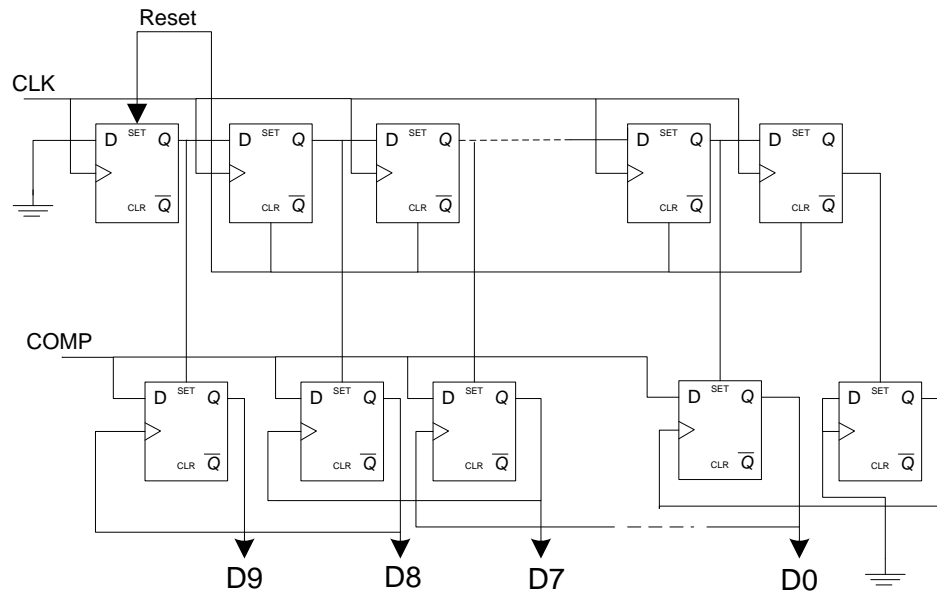 Reset
CLK
D SET Q
CLR Q
D SET Q
CLR Q
D SET Q
CLR Q
D SET Q
CLR Q
D SET Q
CLR Q
COMP
D SET Q
CLR Q
D SET Q
CLR Q
D SET Q
CLR Q
D SET Q
CLR Q
D SET Q
CLR Q
D9
D8
D7
D0